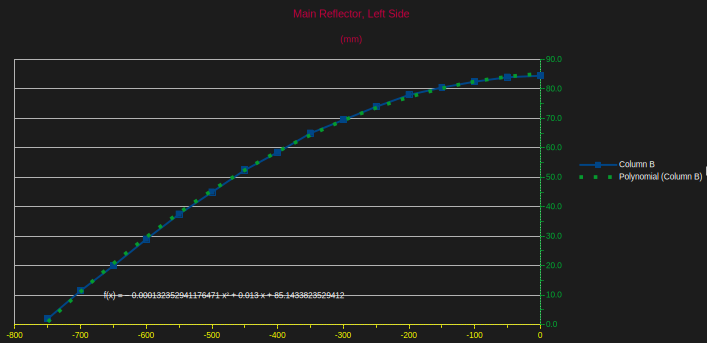 Main Reflector, Left Side
(mm)
90.0
80.0
70.0
60.0
50.0
40.0
30.0
20.0
10.0
0.0
Column B
Polynomial (Column B)
f(x) = − 0.000132352941176471 x² + 0.013 x + 85.1433823529412
-800 -700 -600 -500 -400 -300 -200 -100 0